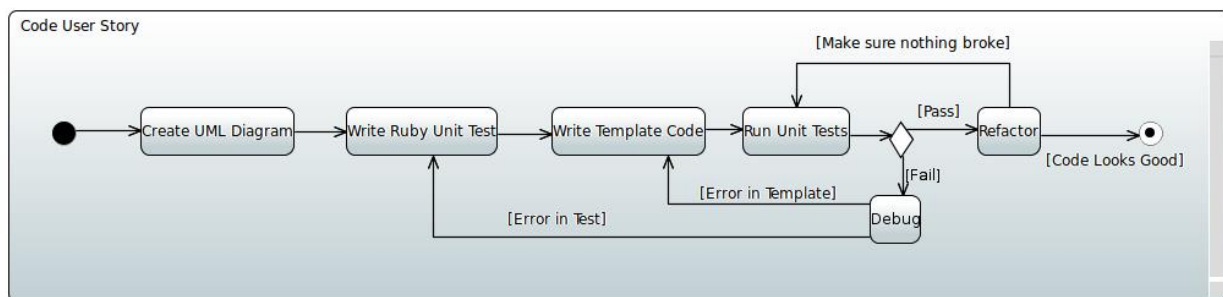 Code User Story
[Make sure nothing broke]
[Pass]
Create UML Diagram
Write Ruby Unit Test
Write Template Code
Run Unit Tests
Refactor
[Code Looks Good]
[Fail]
[Error in Template]
[Error in Test]
Debug